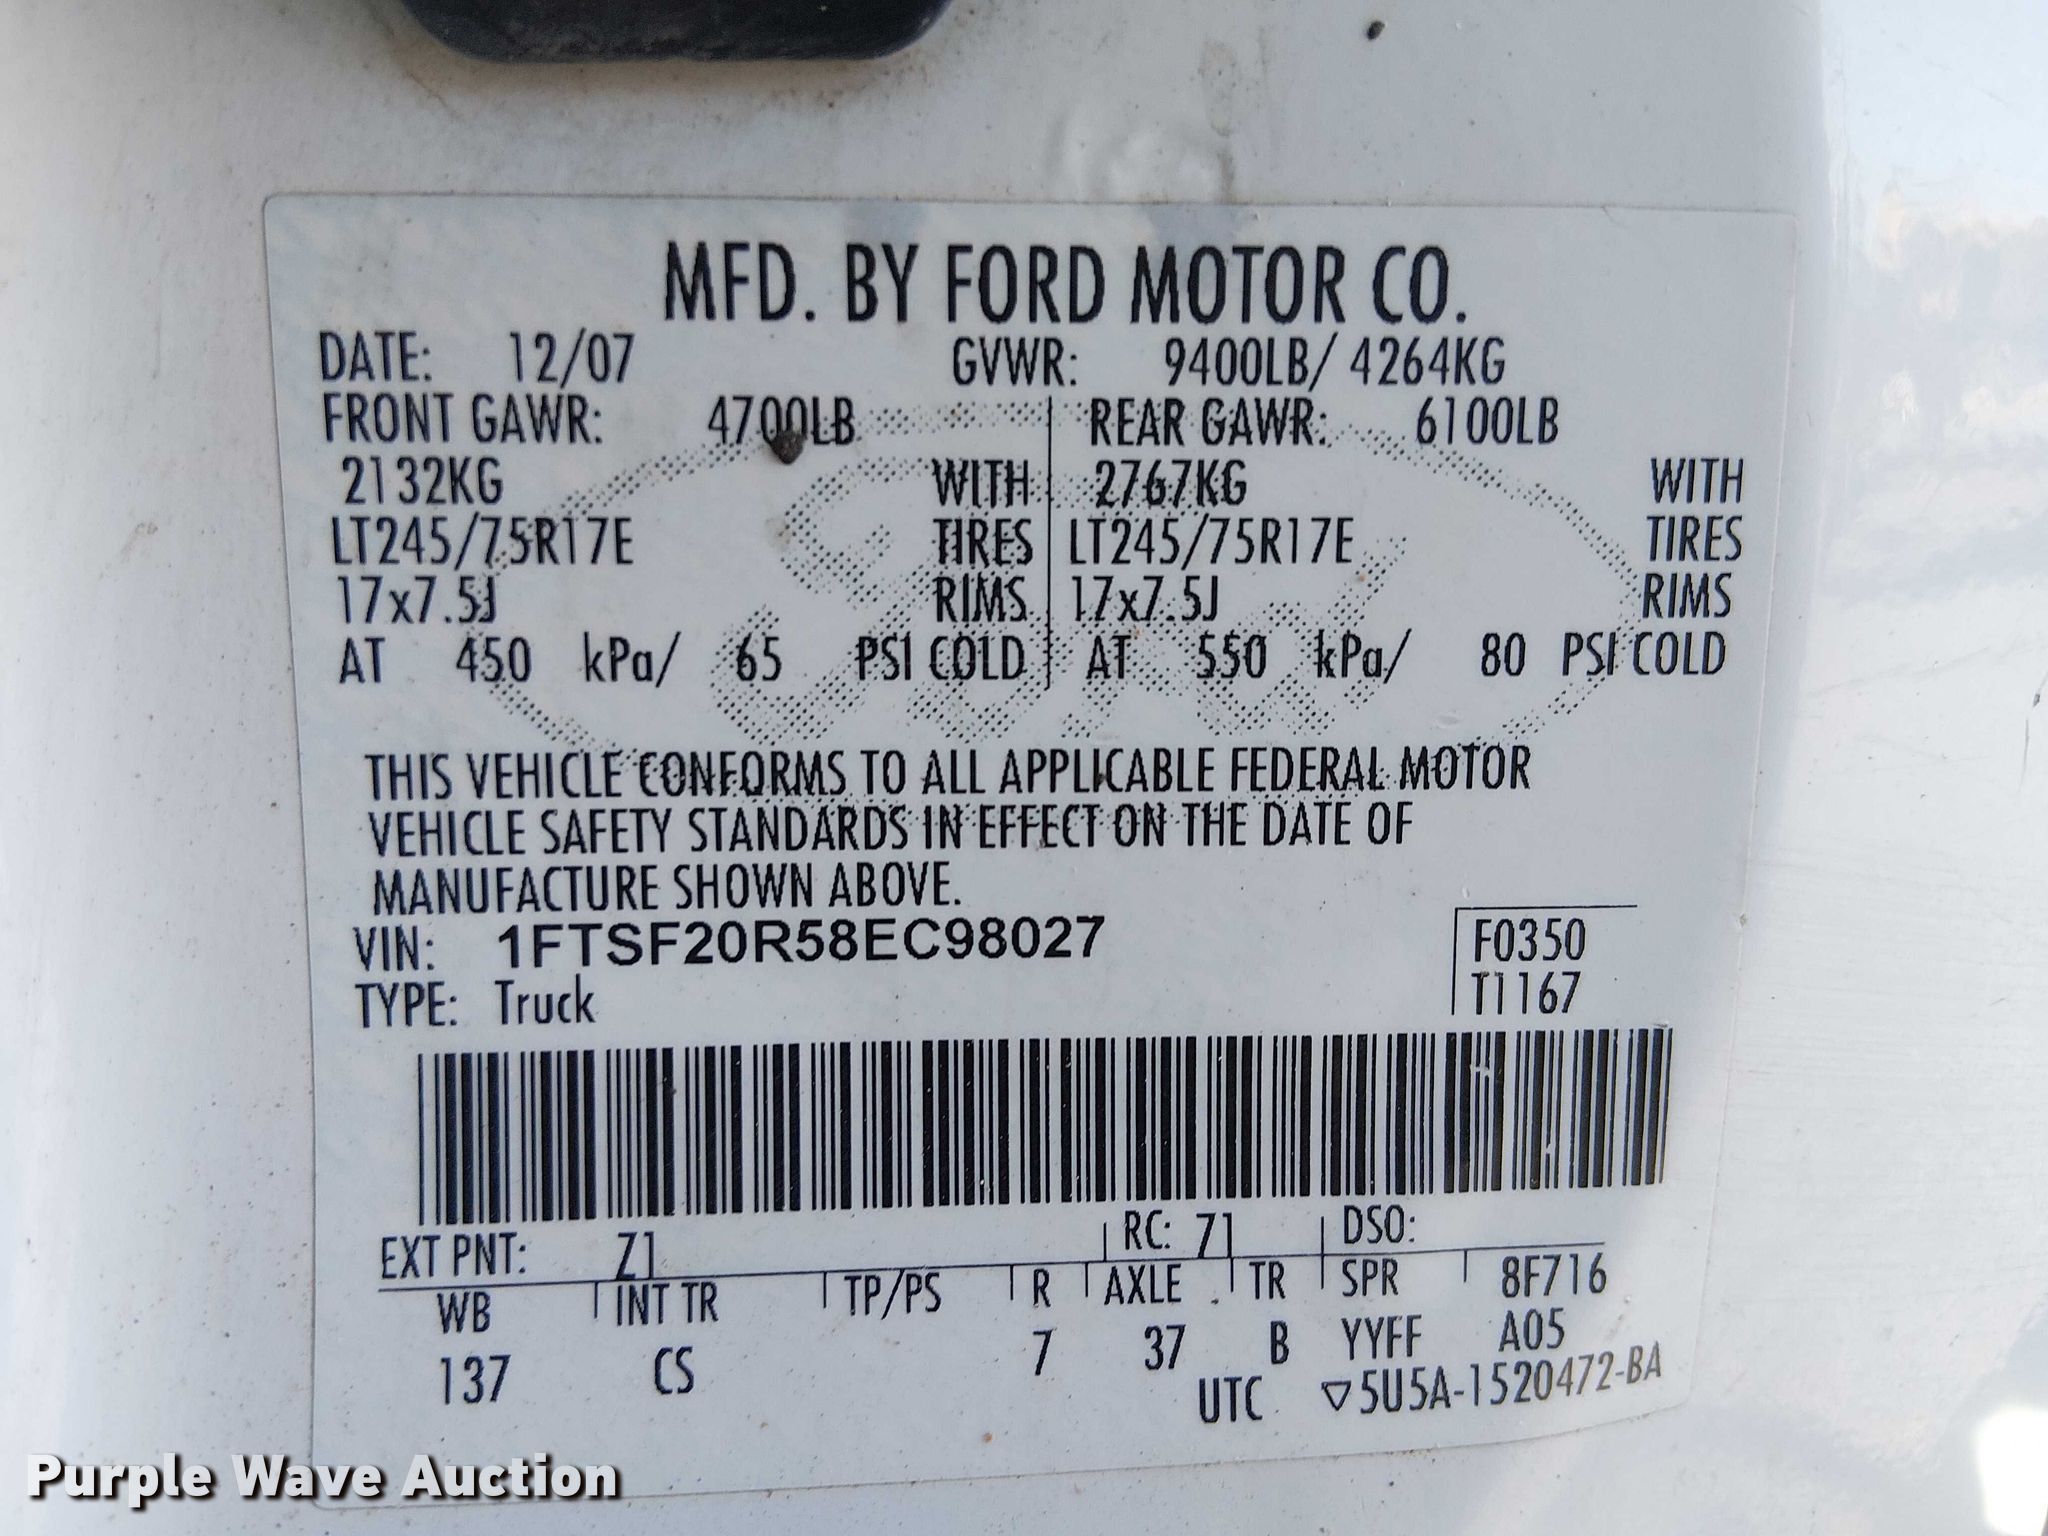 MFD. BY FORD MOTOR CO.
DATE: 12/07 GVWR: 9400LB/ 4264KG
FRONT GAWR: 4700LB REAR GAWR: 6100LB
2132KG WITH 2767KG WITH
LT245/75R17E TIRES LT245/75R17E TIRES
17x7.5J RIMS 17x7.5J RIMS
AT 450 kPa/ 65 PSI COLD AT 550 kPa/ 80 PSI COLD
THIS VEHICLE CONFORMS TO ALL APPLICABLE FEDERAL MOTOR
VEHICLE SAFETY STANDARDS IN EFFECT ON THE DATE OF
MANUFACTURE SHOWN ABOVE.
VIN: 1FTSF20R58EC98027 F0350
TYPE: Truck T1167
EXT PNT: Z1 RC: 71 DSO:
WB INT TR TP/PS R AXLE TR SPR 8F716
137 CS 7 37 B YYFF A05
UTC ▽5U5A-1520472-BA
Purple Wave Auction